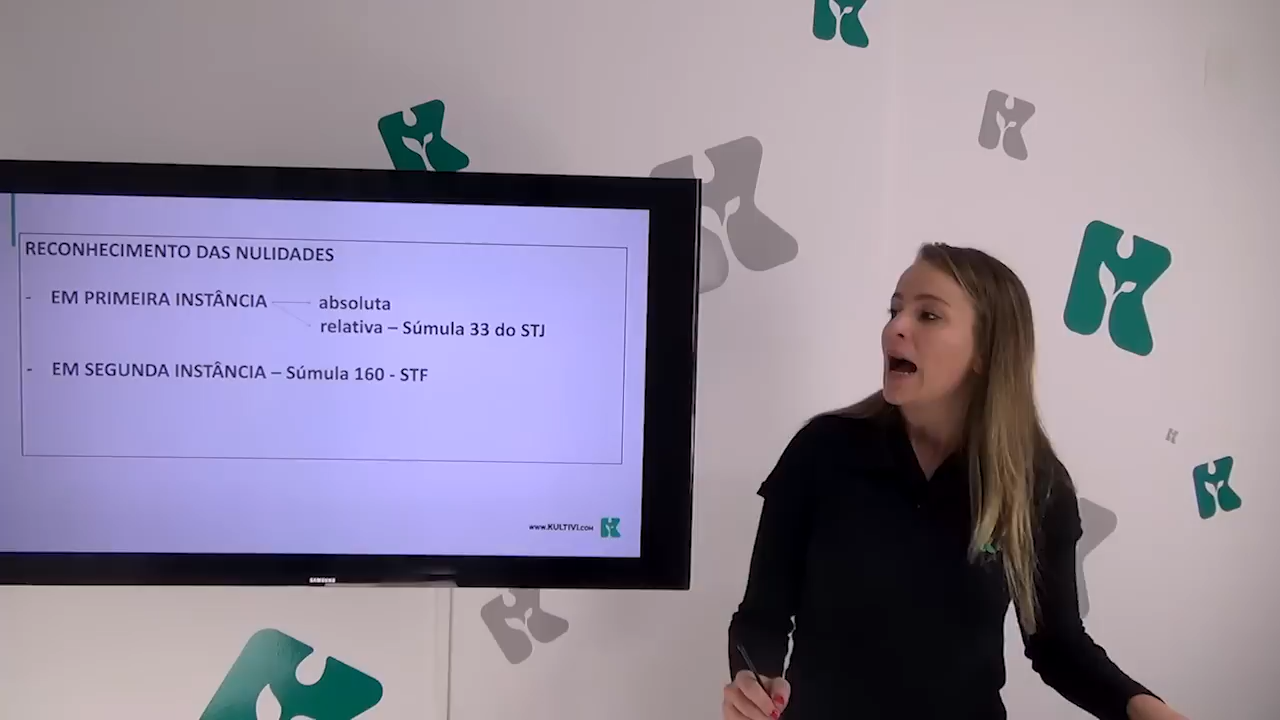 RECONHECIMENTO DAS NULIDADES
- EM PRIMEIRA INSTÂNCIA absoluta
relativa – Súmula 33 do STJ
- EM SEGUNDA INSTÂNCIA – Súmula 160 - STF
WWW.KULTIVI.COM
SAMSUNG